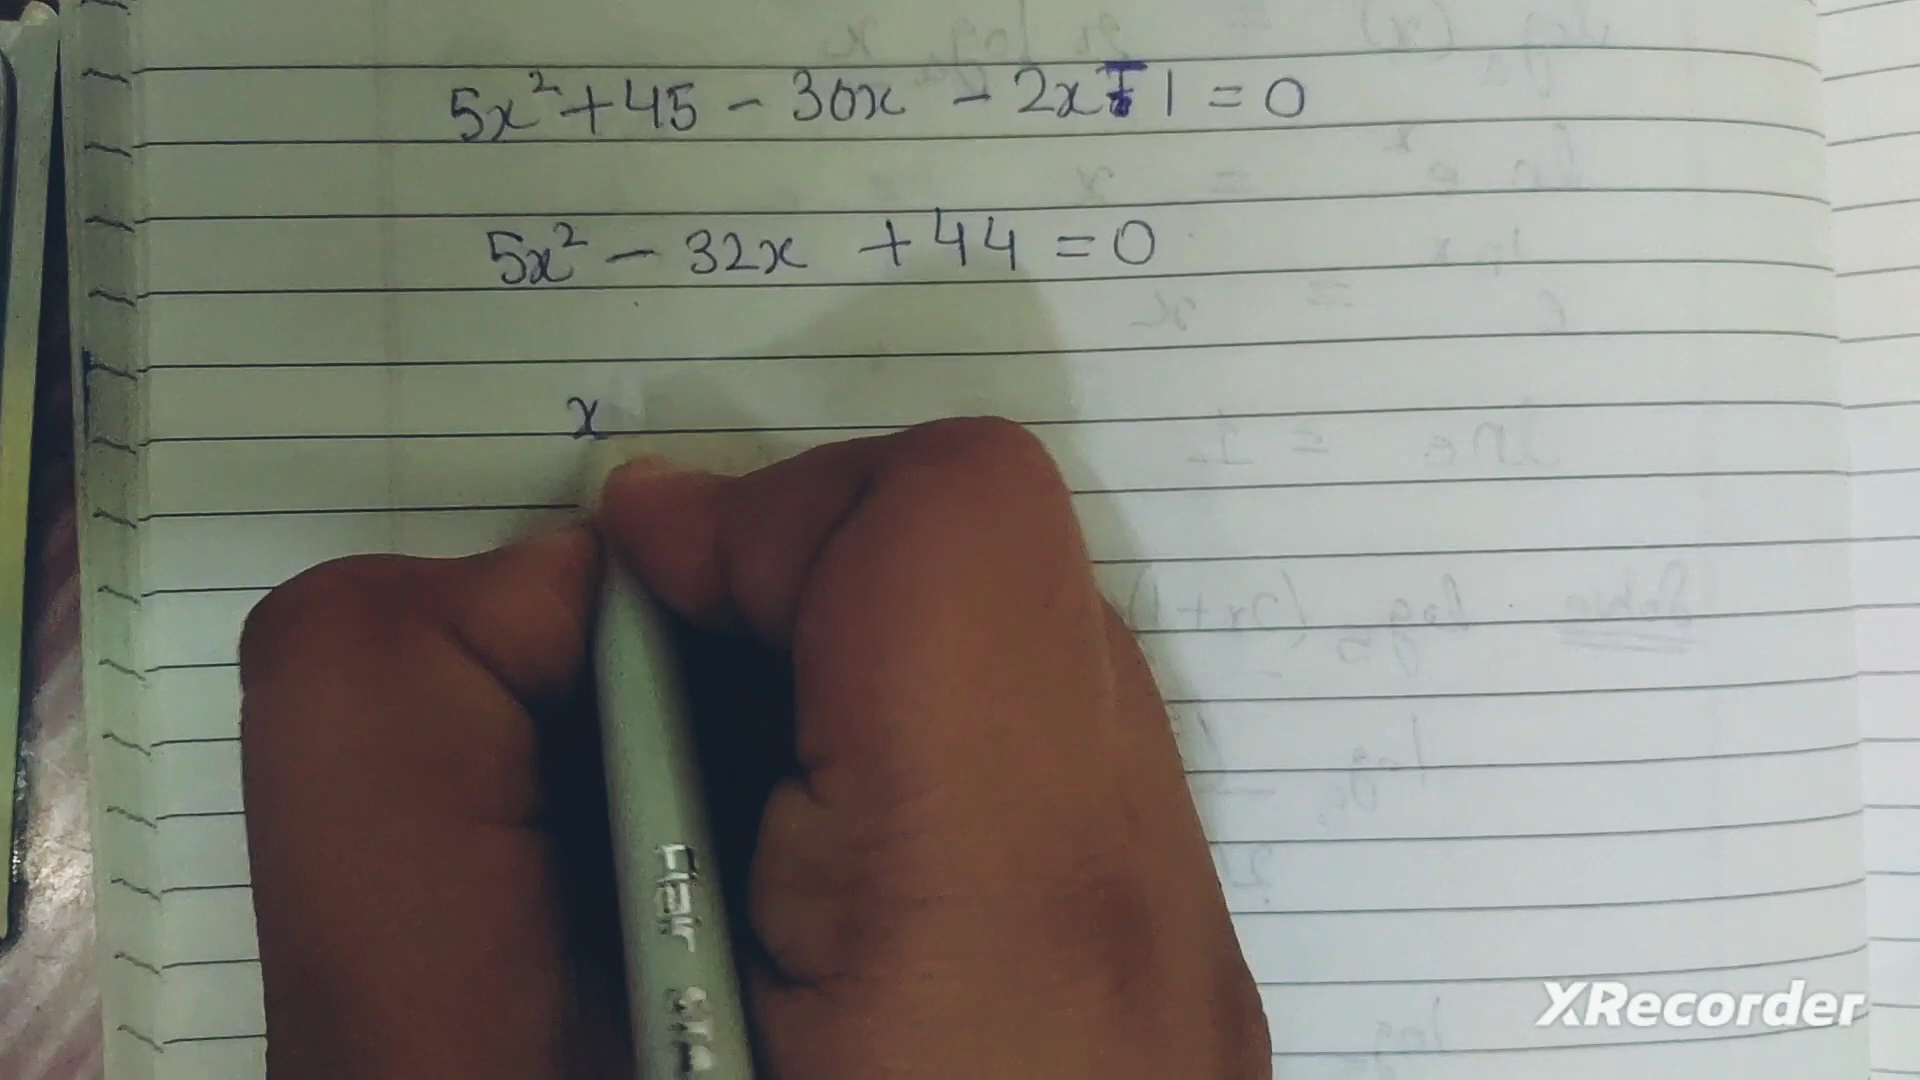 5x² + 45 - 30x - 2x - 1 = 0
5x² - 32x + 44 = 0
x
XRecorder